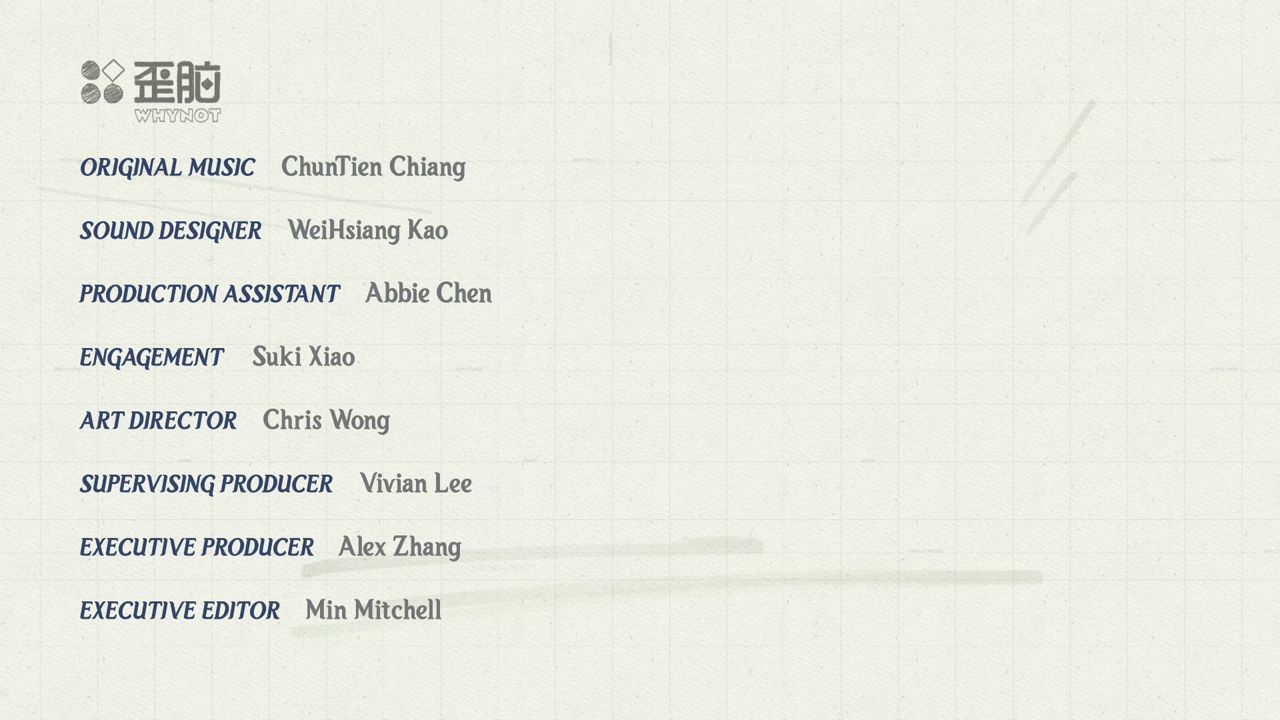 歪脑
WHYNOT
ORIGINAL MUSIC ChunTien Chiang
SOUND DESIGNER WeiHsiang Kao
PRODUCTION ASSISTANT Abbie Chen
ENGAGEMENT Suki Xiao
ART DIRECTOR Chris Wong
SUPERVISING PRODUCER Vivian Lee
EXECUTIVE PRODUCER Alex Zhang
EXECUTIVE EDITOR Min Mitchell